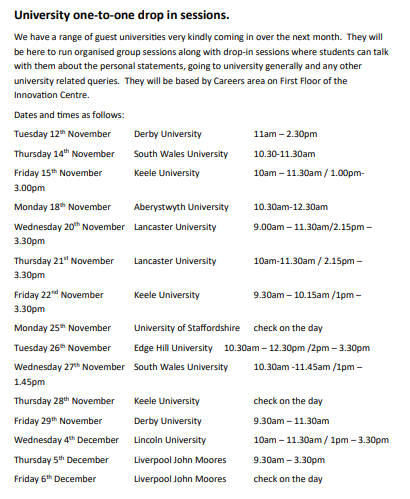 University one-to-one drop in sessions.
We have a range of guest universities very kindly coming in over the next month.  They will
be here to run organised group sessions along with drop-in sessions where students can talk
with them about the personal statements, going to university generally and any other
university related queries.  They will be based by Careers area on First Floor of the
Innovation Centre.
Dates and times as follows:
Tuesday 12th November Derby University 11am – 2.30pm
Thursday 14th November South Wales University 10.30-11.30am
Friday 15th November Keele University 10am – 11.30am / 1.00pm-
3.00pm
Monday 18th November Aberystwyth University 10.30am-12.30am
Wednesday 20th November Lancaster University 9.00am – 11.30am/2.15pm –
3.30pm
Thursday 21st November Lancaster University 10am-11.30am / 2.15pm –
3.30pm
Friday 22nd November Keele University 9.30am – 10.15am /1pm –
3.30pm
Monday 25th November University of Staffordshire check on the day
Tuesday 26th November Edge Hill University 10.30am – 12.30pm /2pm – 3.30pm
Wednesday 27th November South Wales University 10.30am -11.45am /1pm –
1.45pm
Thursday 28th November Keele University check on the day
Friday 29th November Derby University 9.30am – 11.30am
Wednesday 4th December Lincoln University 10am – 11.30am / 1pm – 3.30pm
Thursday 5th December Liverpool John Moores 9.30am – 3.30pm
Friday 6th December Liverpool John Moores check on the day